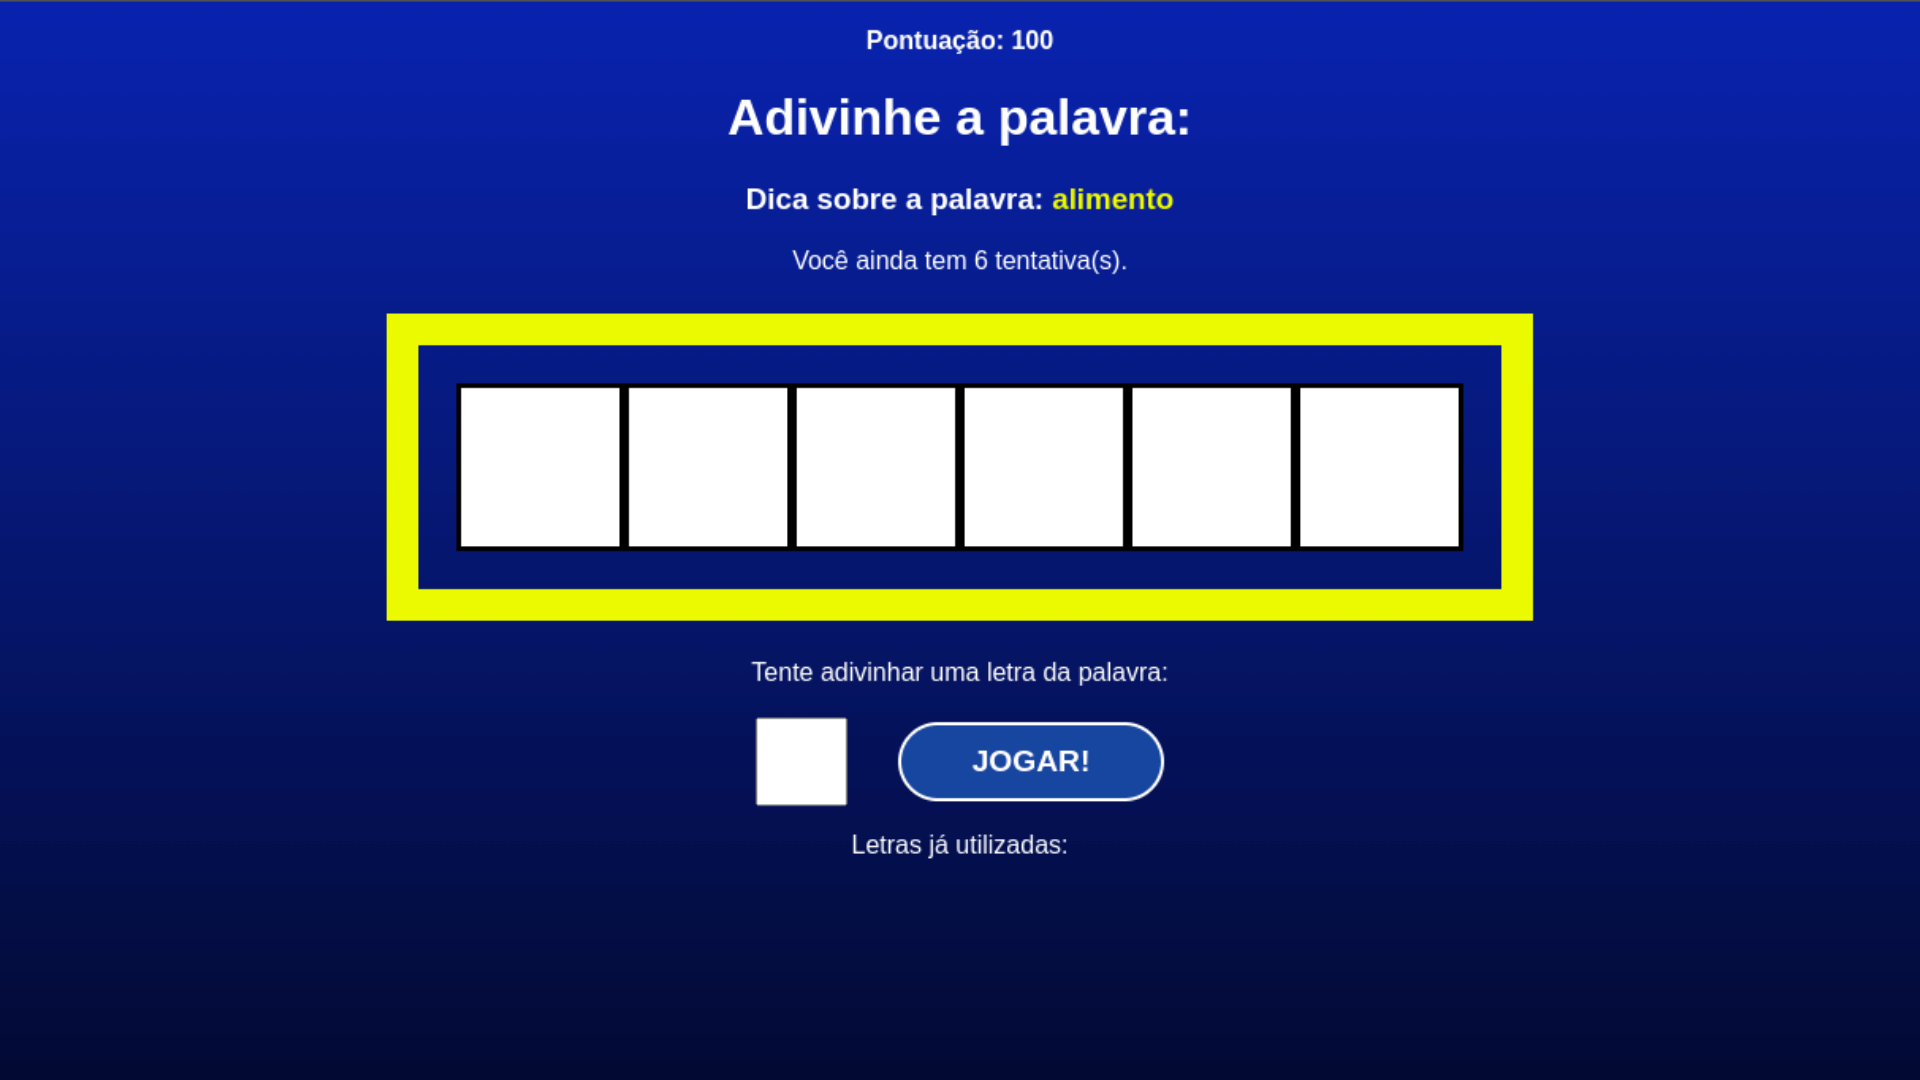 Pontuação: 100
Adivinhe a palavra:
Dica sobre a palavra: alimento
Você ainda tem 6 tentativa(s).
Tente adivinhar uma letra da palavra:
JOGAR!
Letras já utilizadas: